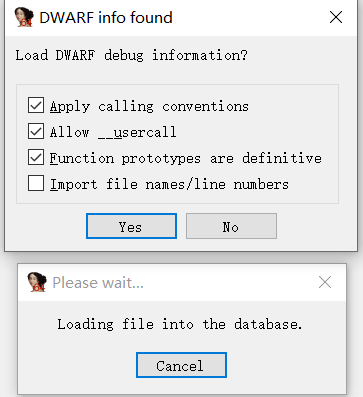 DWARF info found
Load DWARF debug information?
Apply calling conventions
Allow __usercall
Function prototypes are definitive
Import file names/line numbers
Yes No
Please wait...
Loading file into the database.
Cancel